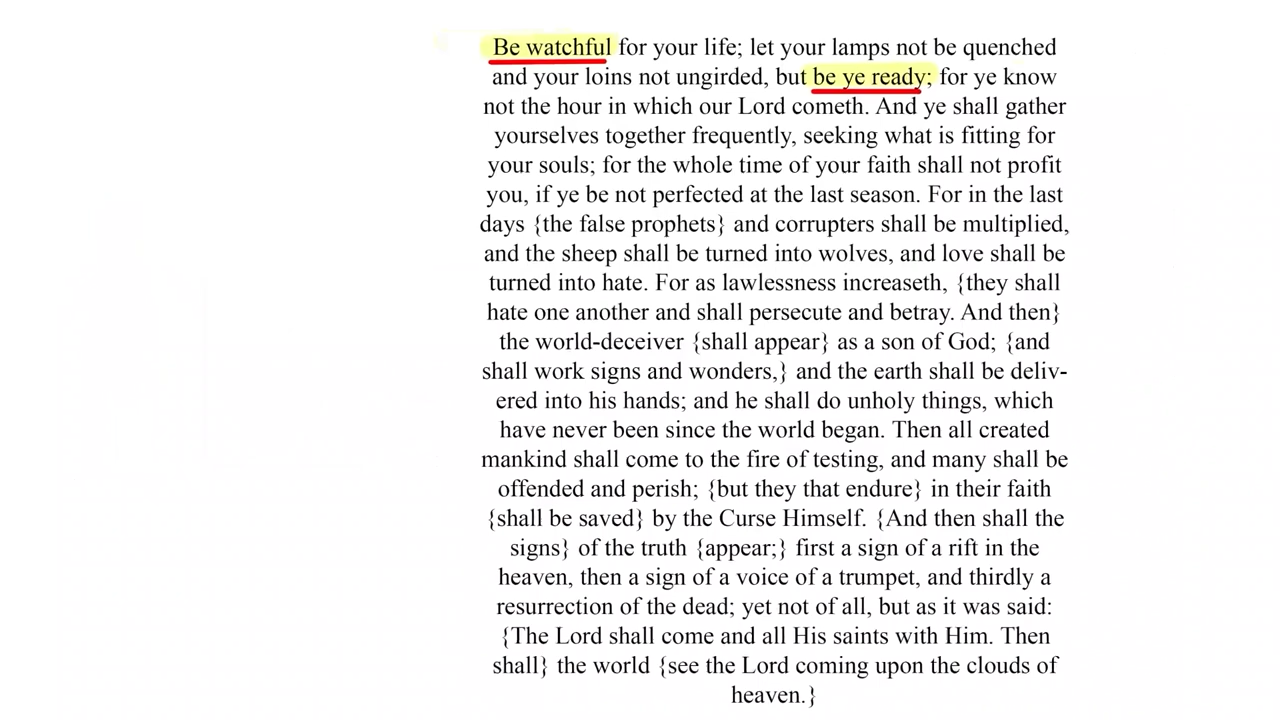 Be watchful for your life; let your lamps not be quenched
and your loins not ungirded, but be ye ready; for ye know
not the hour in which our Lord cometh. And ye shall gather
yourselves together frequently, seeking what is fitting for
your souls; for the whole time of your faith shall not profit
you, if ye be not perfected at the last season. For in the last
days {the false prophets} and corrupters shall be multiplied,
and the sheep shall be turned into wolves, and love shall be
turned into hate. For as lawlessness increaseth, {they shall
hate one another and shall persecute and betray. And then}
the world-deceiver {shall appear} as a son of God; {and
shall work signs and wonders,} and the earth shall be deliv-
ered into his hands; and he shall do unholy things, which
have never been since the world began. Then all created
mankind shall come to the fire of testing, and many shall be
offended and perish; {but they that endure} in their faith
{shall be saved} by the Curse Himself. {And then shall the
signs} of the truth {appear;} first a sign of a rift in the
heaven, then a sign of a voice of a trumpet, and thirdly a
resurrection of the dead; yet not of all, but as it was said:
{The Lord shall come and all His saints with Him. Then
shall} the world {see the Lord coming upon the clouds of
heaven.}